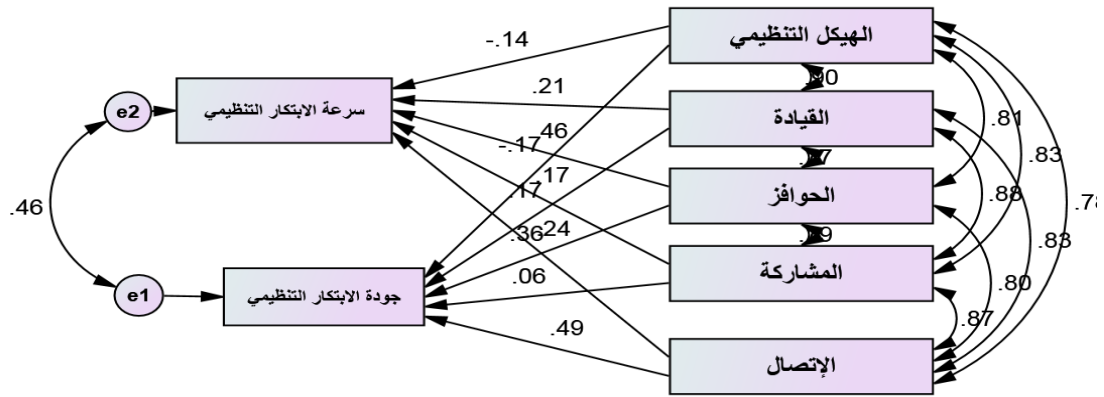 الهيكل التنظيمي
-.14
سرعة الابتكار التنظيمي
.21
القيادة
e2
.81
.46
-.17
.83
.17
.17
الحوافز
.88
.78
.46
.36
.24
.83
المشاركة
.06
.80
e1
جودة الابتكار التنظيمي
.87
.49
الإتصال